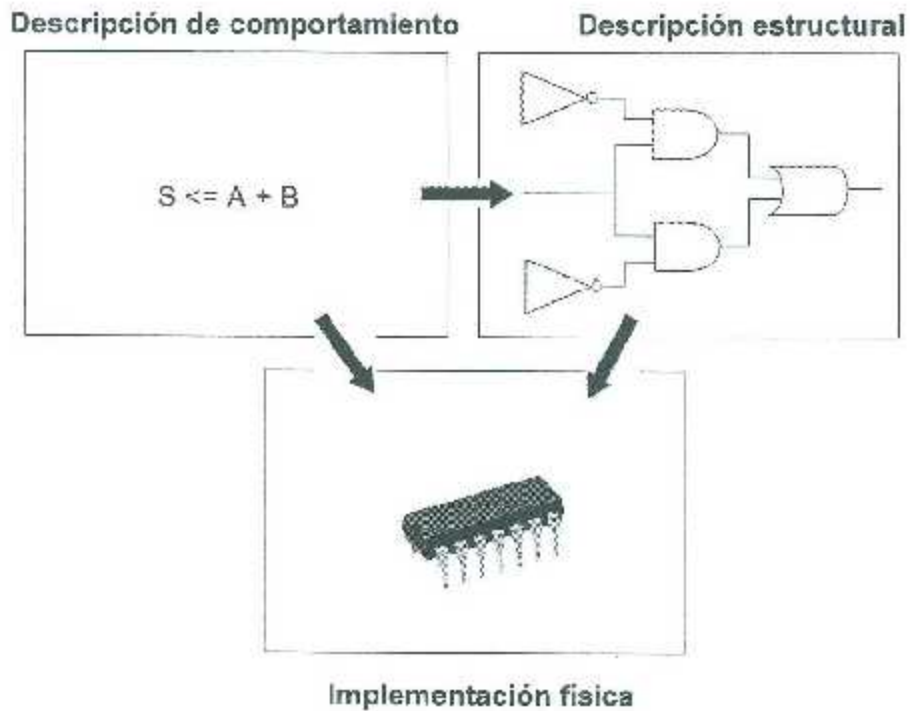 Descripción de comportamiento
Descripción estructural
S <= A + B
Implementación física